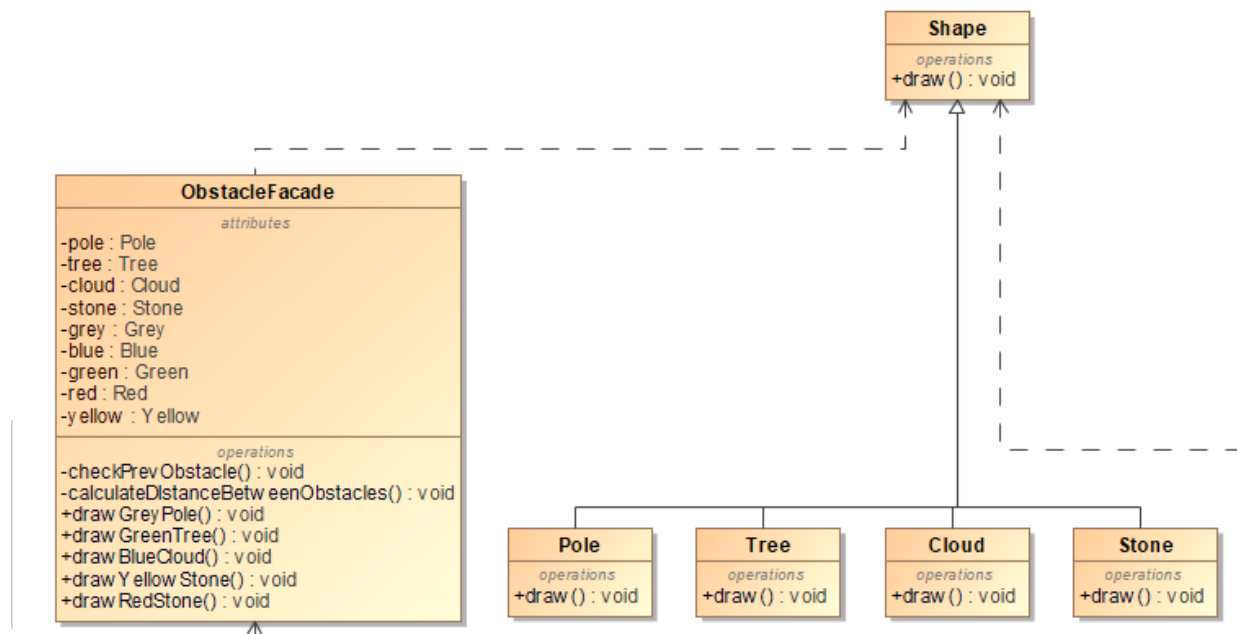 Shape
operations
+draw() : void
ObstacleFacade
attributes
-pole : Pole
-tree : Tree
-cloud : Cloud
-stone : Stone
-grey : Grey
-blue : Blue
-green : Green
-red : Red
-yellow : Yellow
operations
-checkPrevObstacle() : void
-calculateDIstanceBetweenObstacles() : void
+drawGreyPole() : void
+drawGreenTree() : void
+drawBlueCloud() : void
+drawYellowStone() : void
+drawRedStone() : void
Pole
operations
+draw() : void
Tree
operations
+draw() : void
Cloud
operations
+draw() : void
Stone
operations
+draw() : void